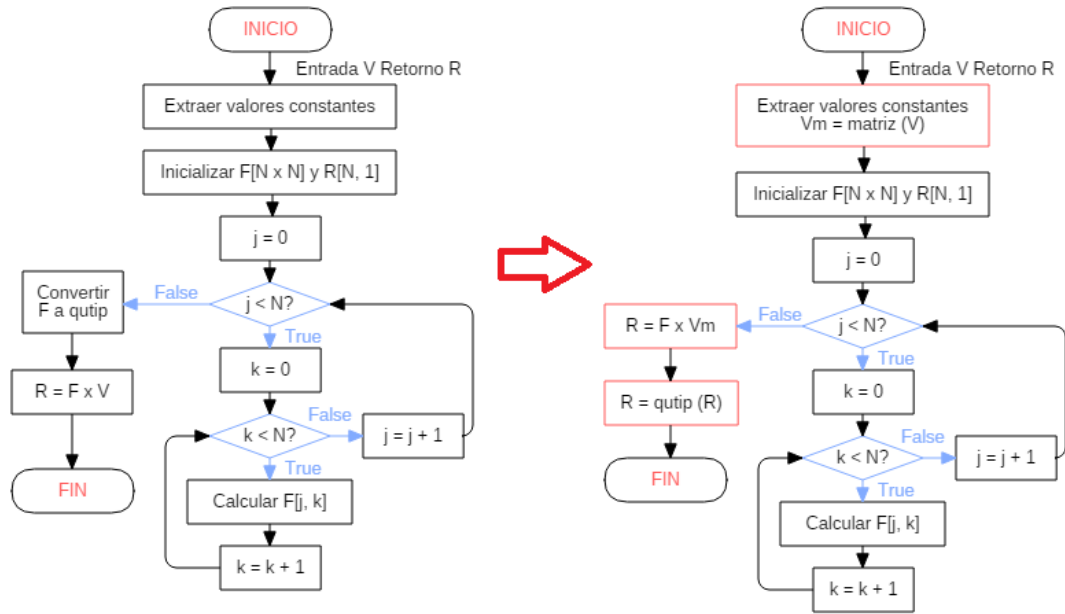 INICIO
Entrada V Retorno R
Extraer valores constantes
Inicializar F[N x N] y R[N, 1]
j = 0
j < N?
False
Convertir
F a qutip
R = F x V
FIN
True
k = 0
k < N?
False
j = j + 1
True
Calcular F[j, k]
k = k + 1
INICIO
Entrada V Retorno R
Extraer valores constantes
Vm = matriz (V)
Inicializar F[N x N] y R[N, 1]
j = 0
j < N?
False
R = F x Vm
R = qutip (R)
FIN
True
k = 0
k < N?
False
j = j + 1
True
Calcular F[j, k]
k = k + 1